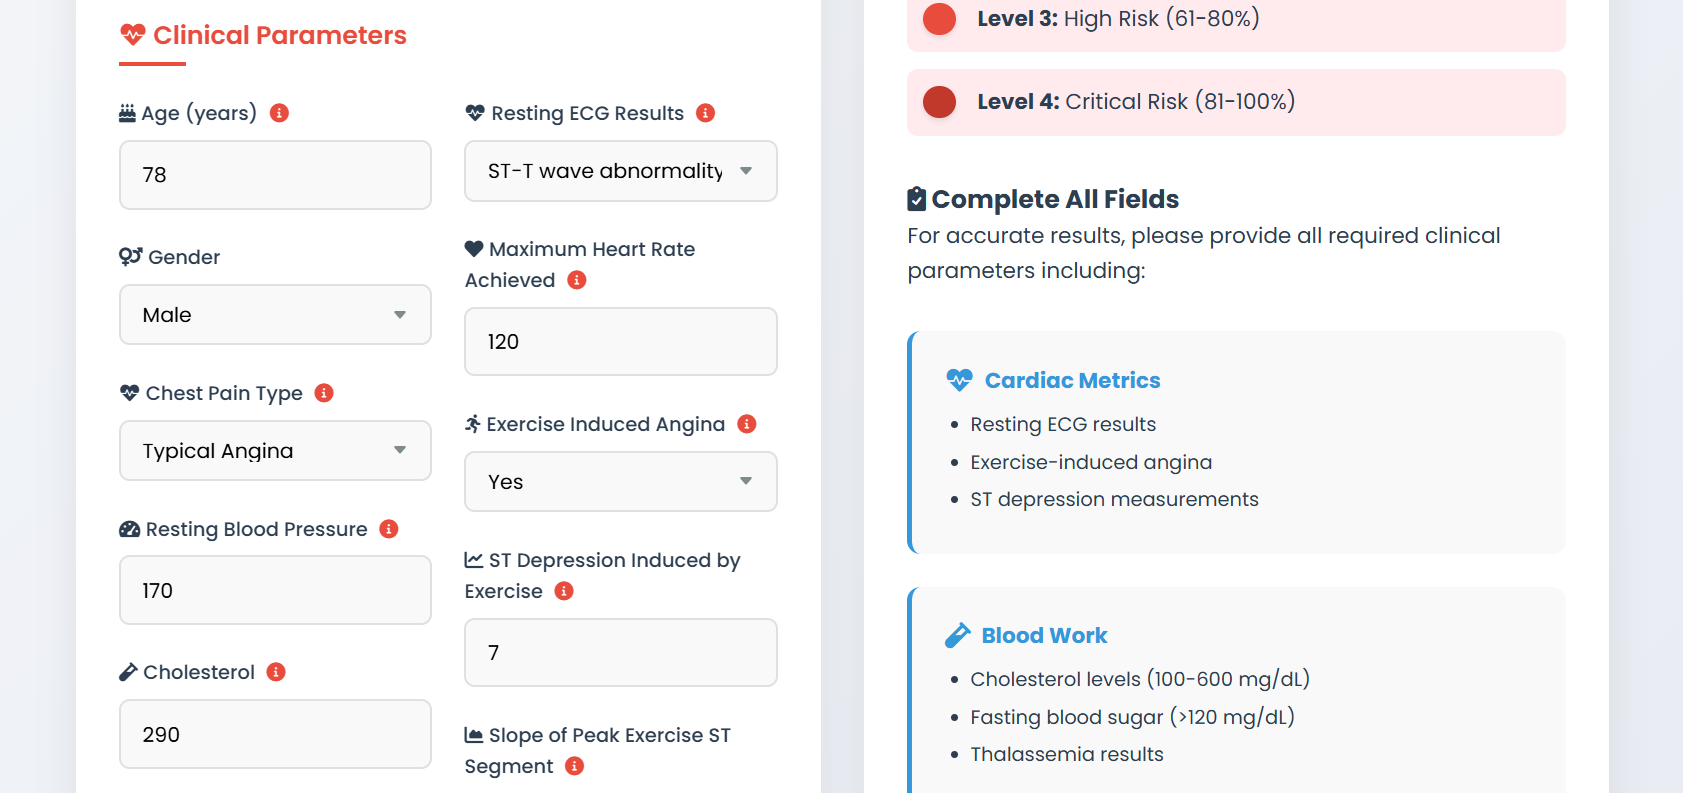 Clinical Parameters
Age (years)
78
Gender
Male
Chest Pain Type
Typical Angina
Resting Blood Pressure
170
Cholesterol
290
Resting ECG Results
ST-T wave abnormality
Maximum Heart Rate
Achieved
120
Exercise Induced Angina
Yes
ST Depression Induced by
Exercise
7
Slope of Peak Exercise ST
Segment
Level 3: High Risk (61-80%)
Level 4: Critical Risk (81-100%)
Complete All Fields
For accurate results, please provide all required clinical
parameters including:
Cardiac Metrics
• Resting ECG results
• Exercise-induced angina
• ST depression measurements
Blood Work
• Cholesterol levels (100-600 mg/dL)
• Fasting blood sugar (>120 mg/dL)
• Thalassemia results